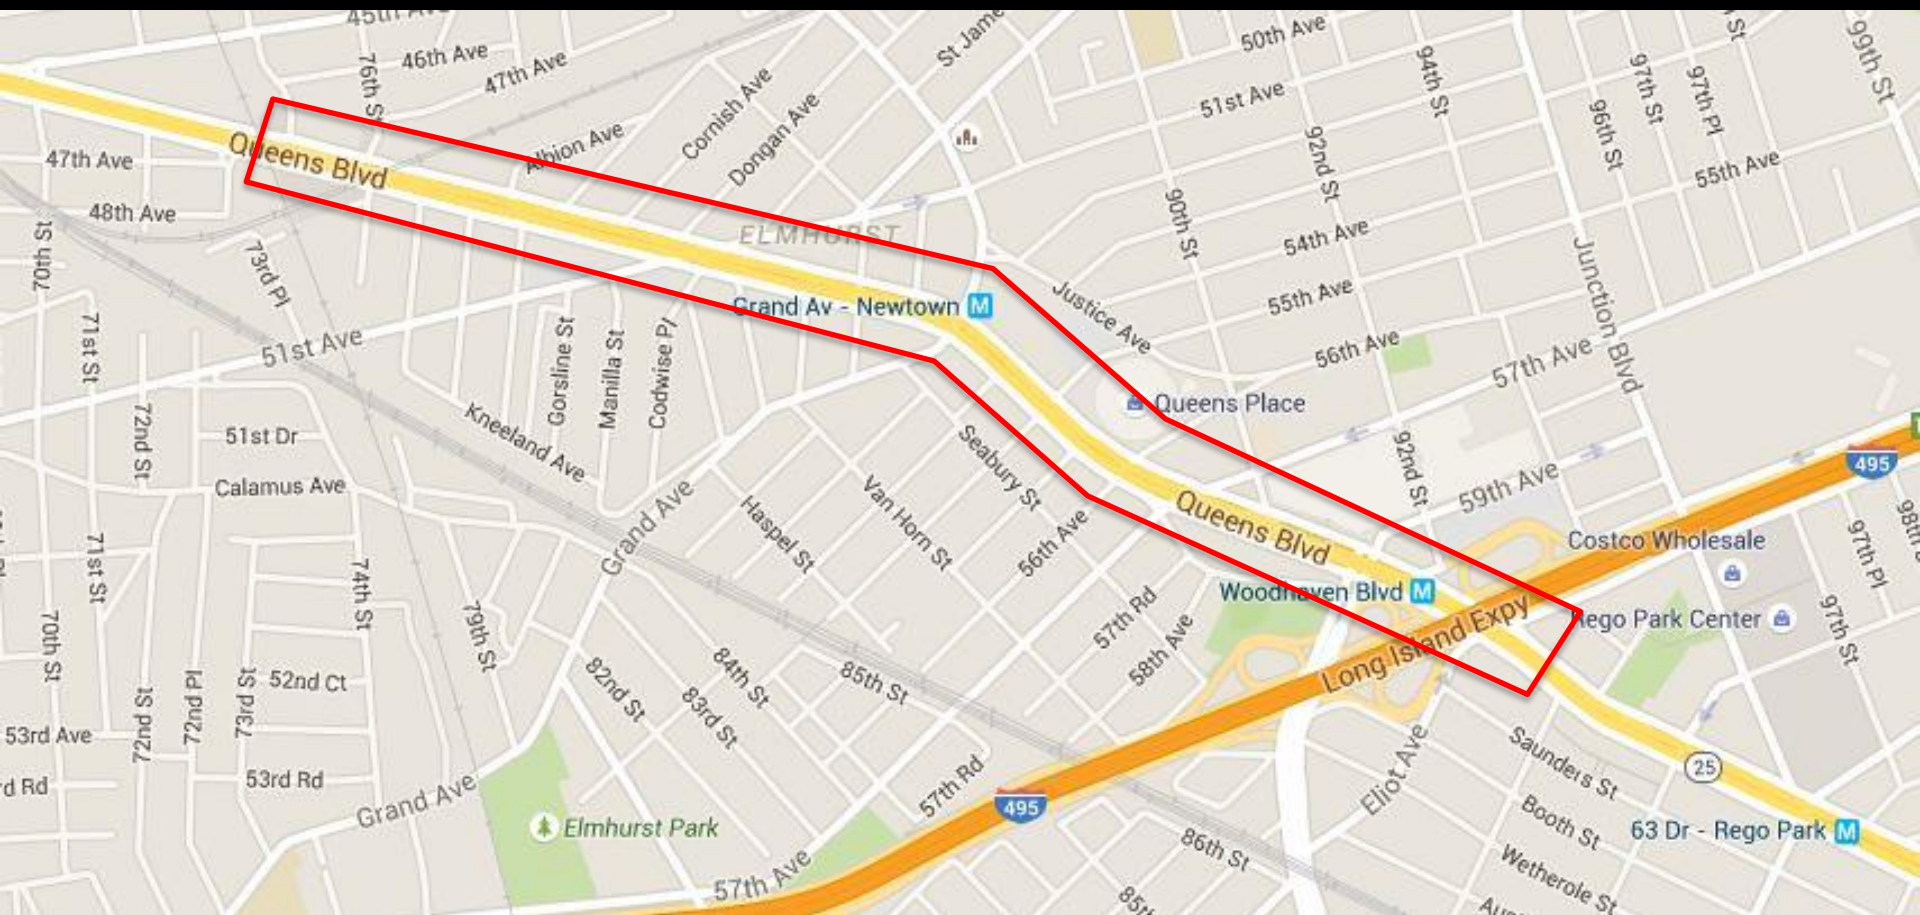 45th Ave
46th Ave
76th St
47th Ave
St Jame
50th Ave
94th St
97th St
97th Pl
St
99th St
51st Ave
96th St
Cornish Ave
Dongan Ave
Albion Ave
47th Ave
Queens Blvd
92nd St
55th Ave
48th Ave
90th St
70th St
73rd Pl
ELMHURST
54th Ave
Junction Blvd
Grand Av - Newtown M
Justice Ave
55th Ave
71st St
51st Ave
Gorsline St
Manilla St
Codwise Pl
56th Ave
57th Ave
Queens Place
72nd St
51st Dr
Kneeland Ave
Seabury St
92nd St
495
Calamus Ave
59th Ave
Grand Ave
Haspel St
Van Horn St
56th Ave
Queens Blvd
Costco Wholesale
98th
97th Pl
71st St
74th St
Woodhaven Blvd M
Long Island Expy
Rego Park Center
70th St
79th St
57th Rd
58th Ave
97th St
52nd Ct
73rd St
72nd Pl
72nd St
82nd St
84th St
83rd St
85th St
53rd Ave
53rd Rd
rd Rd
Grand Ave
57th Rd
495
Eliot Ave
Saunders St
25
Booth St
63 Dr - Rego Park M
Elmhurst Park
86th St
Wetherole St
57th Ave
85th